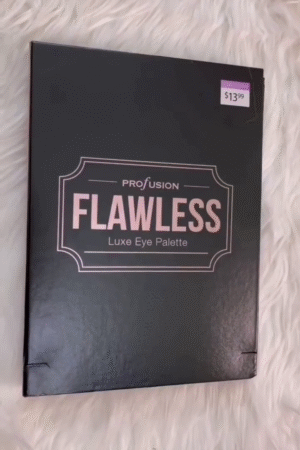 $13.99
PROFUSION
FLAWLESS
Luxe Eye Palette